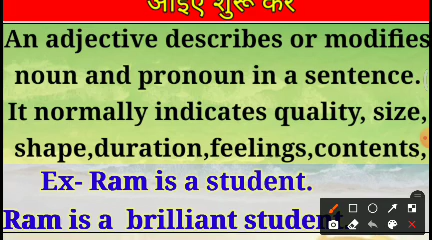 आइए शुरू करें
An adjective describes or modifies
noun and pronoun in a sentence.
It normally indicates quality, size,
shape,duration,feelings,contents,
Ex- Ram is a student.
Ram is a brilliant student